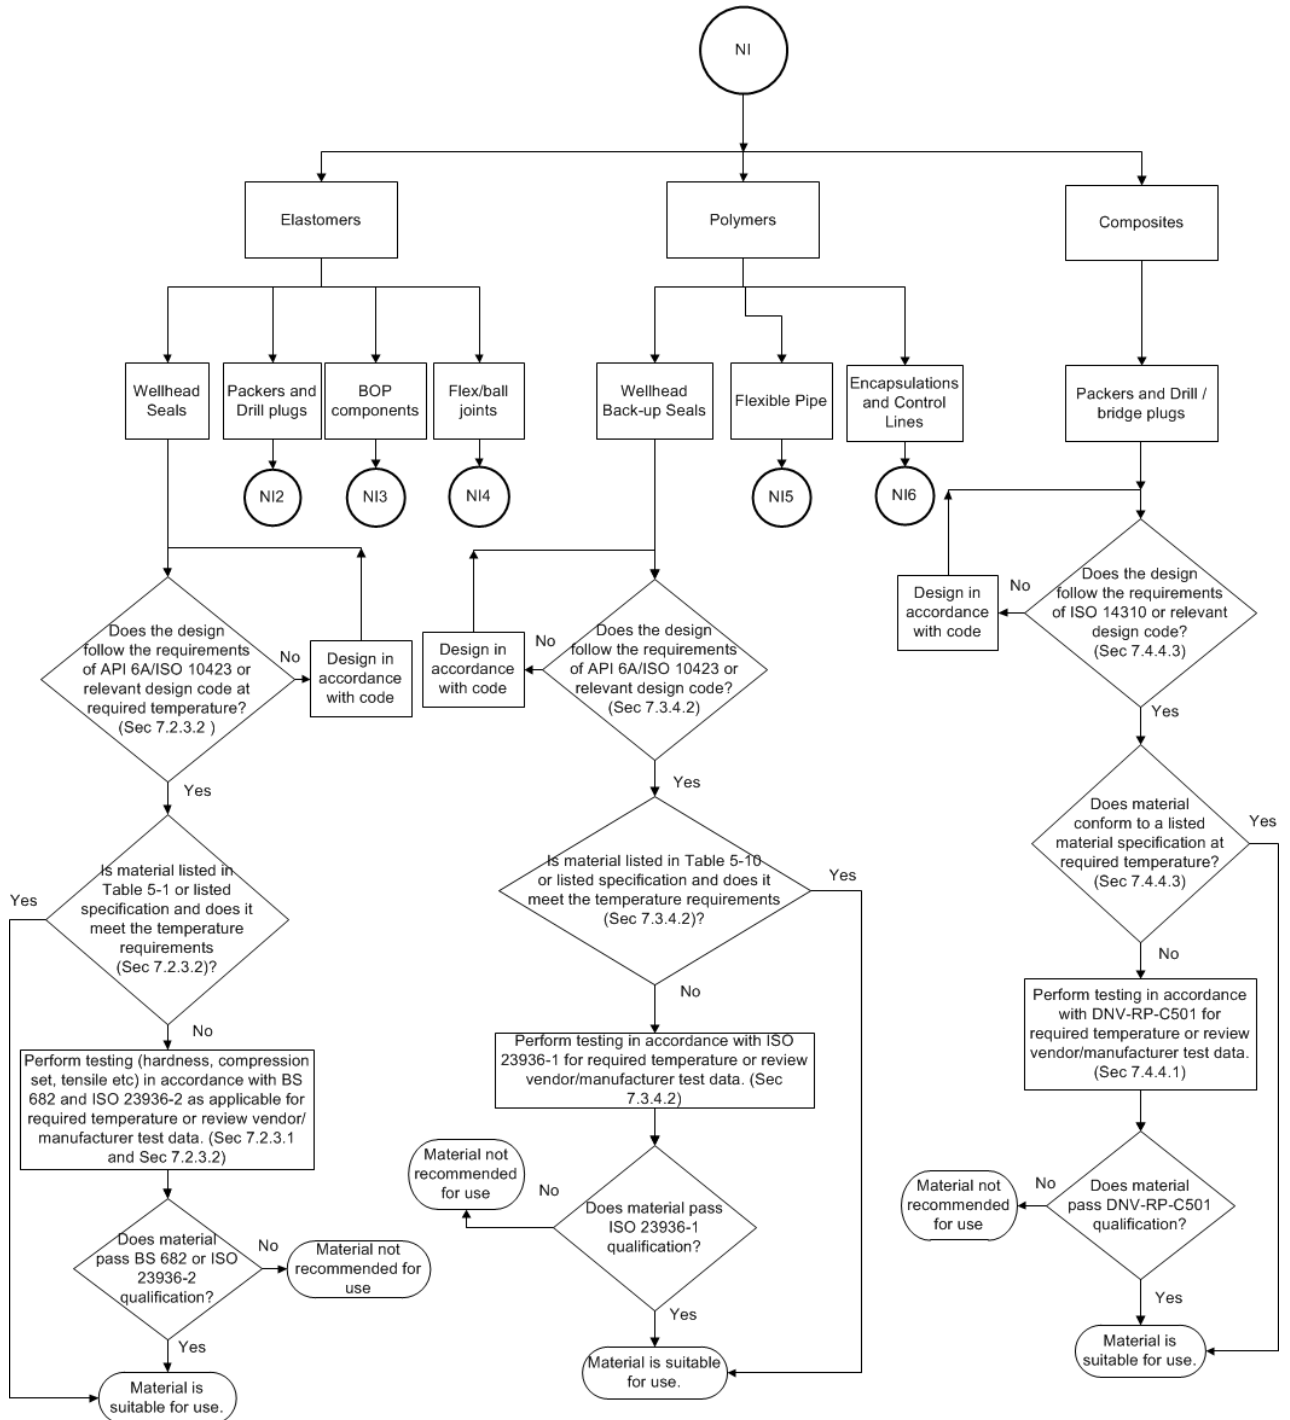 NI
Elastomers
Polymers
Composites
Wellhead
Seals
Packers and
Drill plugs
BOP
components
Flex/ball
joints
Wellhead
Back-up Seals
Flexible Pipe
Encapsulations
and Control
Lines
Packers and Drill /
bridge plugs
NI2
NI3
NI4
NI5
NI6
Does the design
follow the requirements
of API 6A/ISO 10423 or
relevant design code at
required temperature?
(Sec 7.2.3.2 )
No
Design in
accordance
with code
Yes
Is material listed in
Table 5-1 or listed
specification and does it
meet the temperature
requirements
(Sec 7.2.3.2)?
Yes
No
Perform testing (hardness, compression
set, tensile etc) in accordance with BS
682 and ISO 23936-2 as applicable for
required temperature or review vendor/
manufacturer test data. (Sec 7.2.3.1
and Sec 7.2.3.2)
Does material
pass BS 682 or ISO
23936-2
qualification?
No
Material not
recommended for
use
Yes
Material is
suitable for use.
Design in
accordance
with code
No
Does the design
follow the requirements
of API 6A/ISO 10423 or
relevant design code?
(Sec 7.3.4.2)
Yes
Is material listed in Table 5-10
or listed specification and does it
meet the temperature requirements
(Sec 7.3.4.2)?
Yes
No
Perform testing in accordance with ISO
23936-1 for required temperature or review
vendor/manufacturer test data. (Sec
7.3.4.2)
Material not
recommended
for use
No
Does material pass
ISO 23936-1
qualification?
Yes
Material is suitable
for use.
Design in
accordance
with code
No
Does the design
follow the requirements
of ISO 14310 or relevant
design code?
(Sec 7.4.4.3)
Yes
Does material
conform to a listed
material specification at
required temperature?
(Sec 7.4.4.3)
Yes
No
Perform testing in accordance
with DNV-RP-C501 for
required temperature or review
vendor/manufacturer test data.
(Sec 7.4.4.1)
Material not
recommended
for use
No
Does material
pass DNV-RP-C501
qualification?
Yes
Material is
suitable for use.